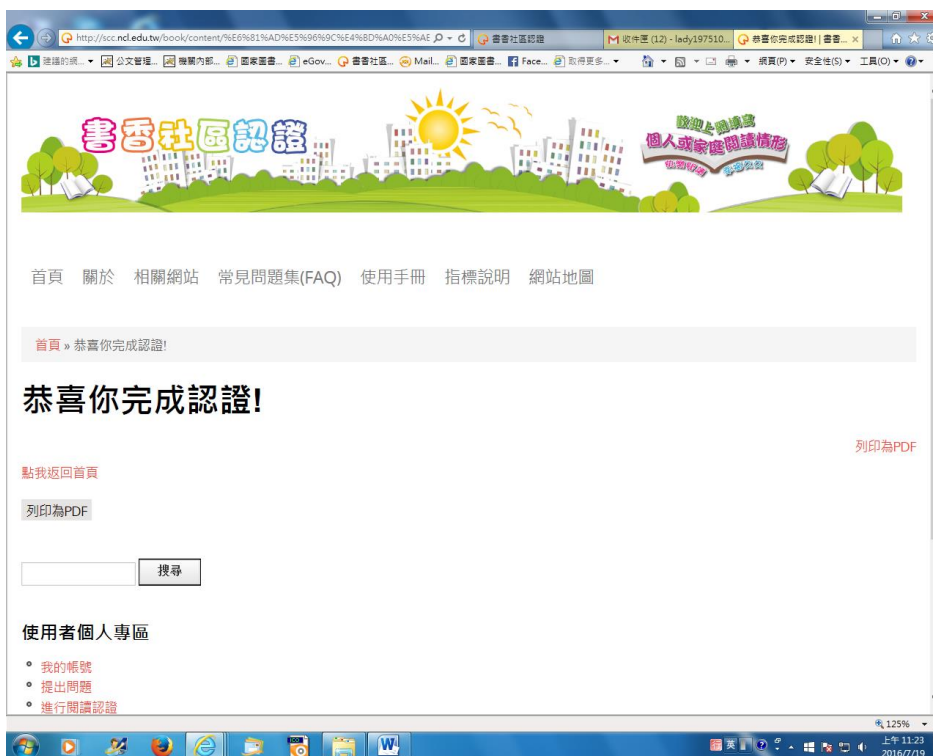 http://scc.ncl.edu.tw/book/content/%E6%81%AD%E5%96%9C%E4%BD%A0%E5%AE
書香社區認證
收件匣 (12) - lady197510...
恭喜你完成認證! | 書香...
建議的網...
公文管理...
機關內部...
國家圖書...
eGov...
書香社區...
Mail...
國家圖書...
Face...
取得更多...
網頁(P)
安全性(S)
工具(O)
書香社區認證
歡迎上網填寫
個人或家庭閱讀情形
首頁 關於 相關網站 常見問題集(FAQ) 使用手冊 指標說明 網站地圖
首頁 » 恭喜你完成認證!
恭喜你完成認證!
列印為PDF
點我返回首頁
列印為PDF
搜尋
使用者個人專區
我的帳號
提出問題
進行閱讀認證
125%
英
上午 11:23
2016/7/19